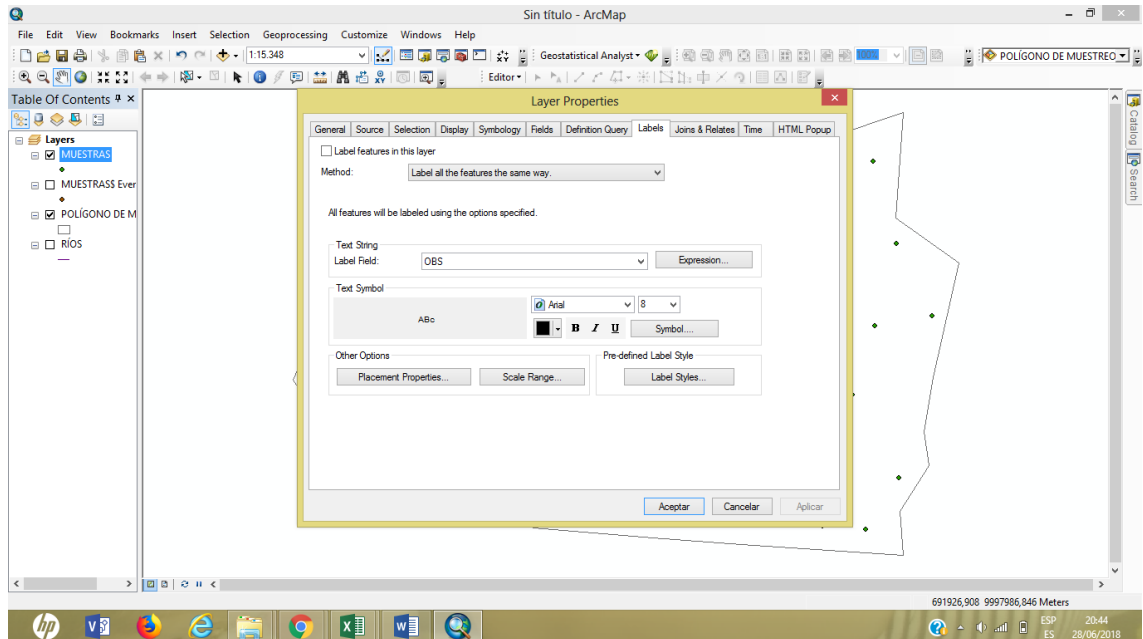 Sin título - ArcMap
File Edit View Bookmarks Insert Selection Geoprocessing Customize Windows Help
1:15.348 Geostatistical Analyst 100% POLÍGONO DE MUESTREO
Editor
Table Of Contents
Layers
MUESTRAS
MUESTRAS$ Ever
POLÍGONO DE M
RÍOS
Layer Properties
General Source Selection Display Symbology Fields Definition Query Labels Joins & Relates Time HTML Popup
Label features in this layer
Method: Label all the features the same way.
All features will be labeled using the options specified.
Text String
Label Field: OBS Expression...
Text Symbol
ABc
Arial 8
B I U Symbol...
Other Options
Placement Properties... Scale Range...
Pre-defined Label Style
Label Styles...
Aceptar Cancelar Aplicar
Catalog
Search
691926,908 9997986,846 Meters
ESP 20:44
ES 28/06/2018